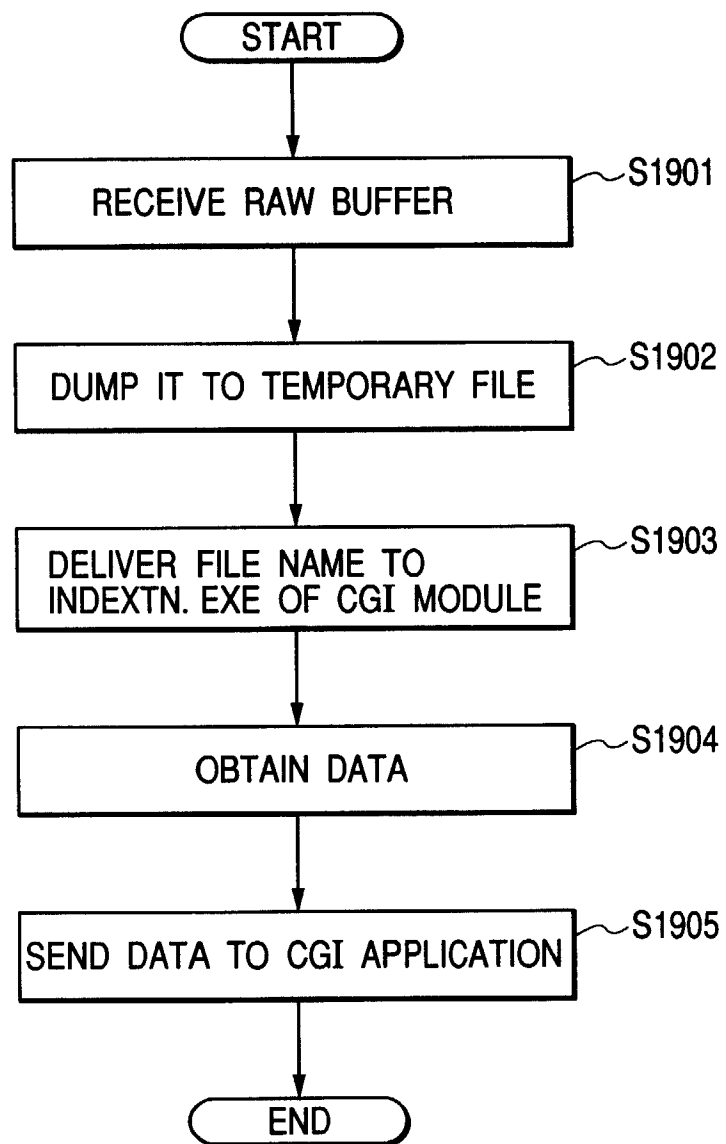 START
RECEIVE RAW BUFFER
S1901
DUMP IT TO TEMPORARY FILE
S1902
DELIVER FILE NAME TO
INDEXTN. EXE OF CGI MODULE
S1903
OBTAIN DATA
S1904
SEND DATA TO CGI APPLICATION
S1905
END